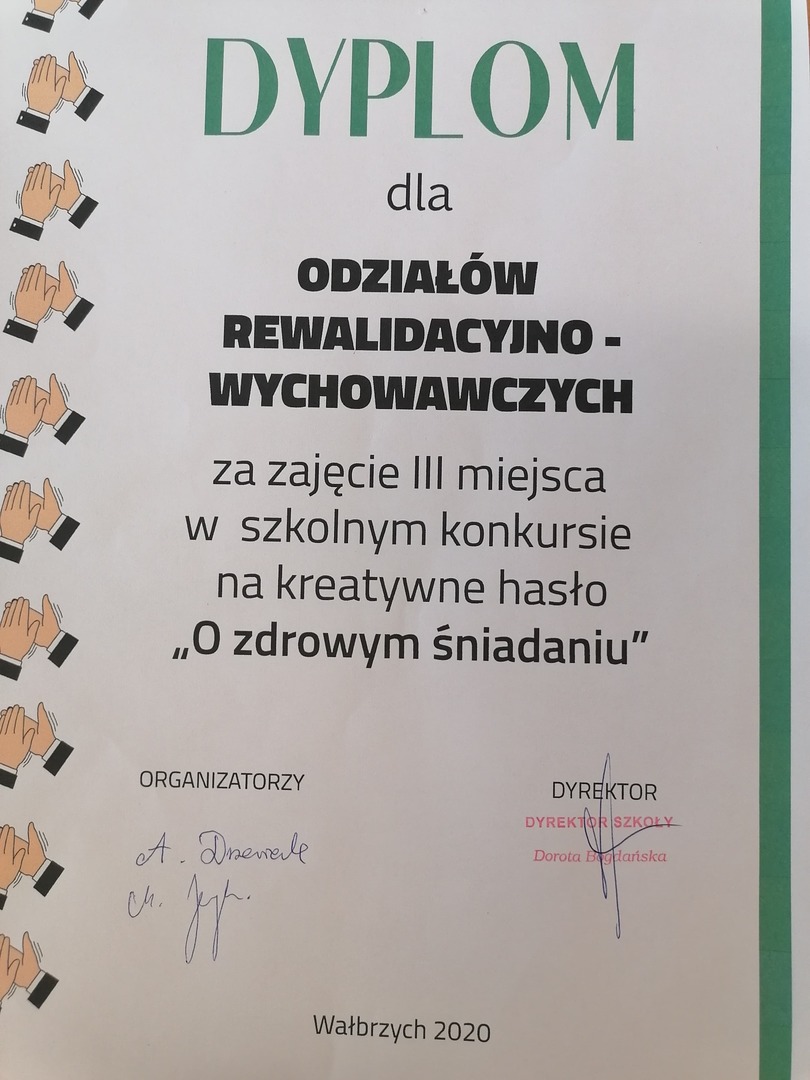 DYPLOM
dla
ODZIAŁÓW
REWALIDACYJNO -
WYCHOWAWCZYCH
za zajęcie III miejsca
w szkolnym konkursie
na kreatywne hasło
„O zdrowym śniadaniu”
ORGANIZATORZY
DYREKTOR
DYREKTOR SZKOŁY
Dorota Bogdańska
A.
M.
Wałbrzych 2020